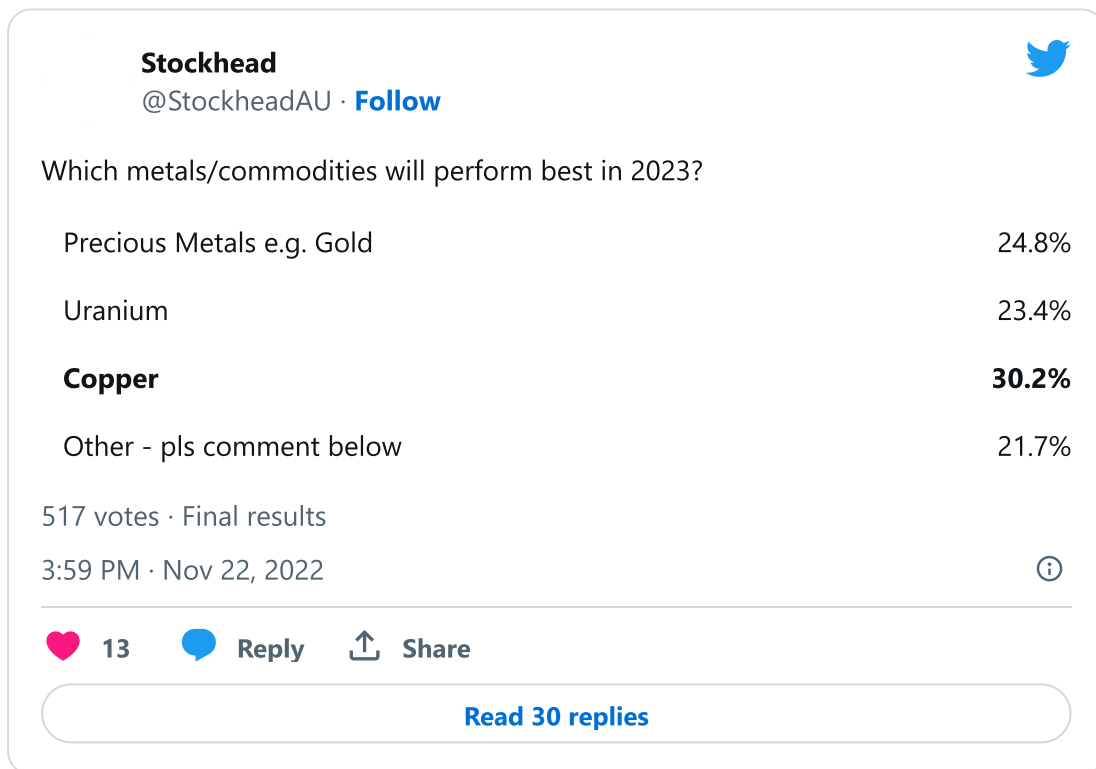 Stockhead
@StockheadAU · Follow
Which metals/commodities will perform best in 2023?
Precious Metals e.g. Gold 24.8%
Uranium 23.4%
Copper 30.2%
Other - pls comment below 21.7%
517 votes · Final results
3:59 PM · Nov 22, 2022
13 Reply Share
Read 30 replies